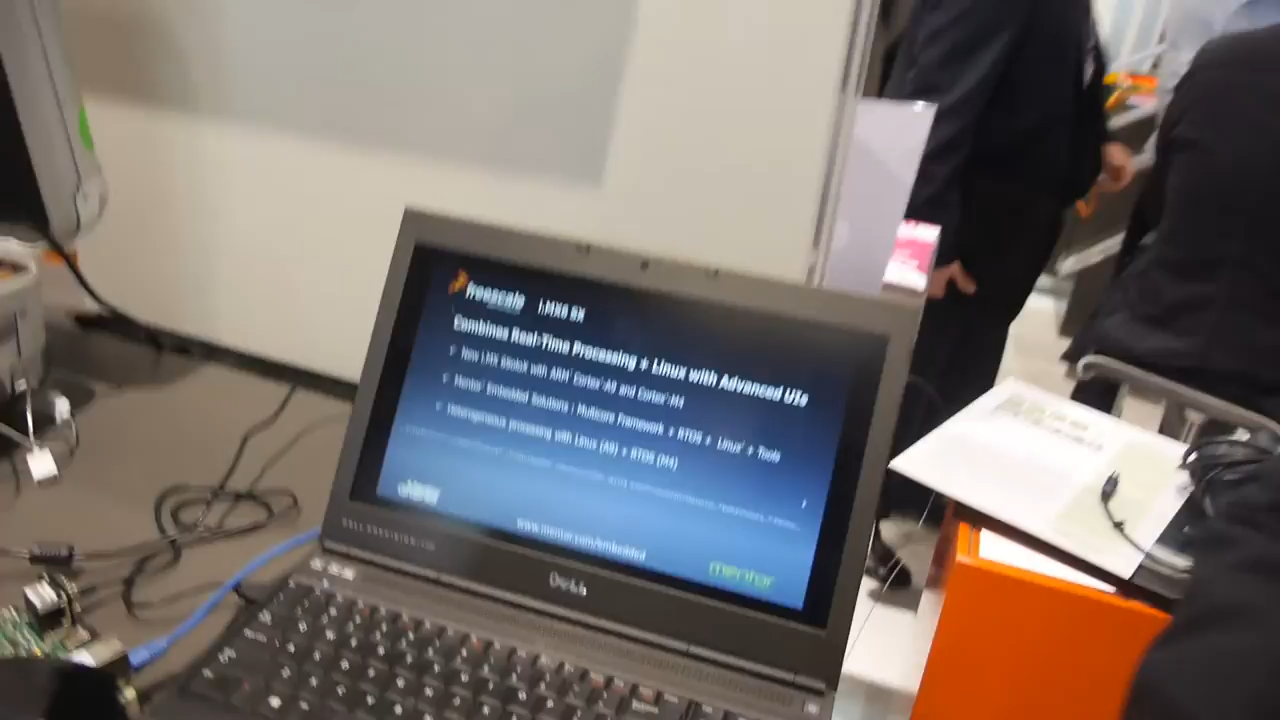 freescale i.MX6 SX
Combines Real-Time Processing + Linux with Advanced UIs
New i.MX 6SoloX with ARM® Cortex®-A9 and Cortex®-M4
Mentor® Embedded Solutions : Multicore Framework + RTOS + Linux® + Tools
Heterogeneous processing with Linux (A9) + RTOS (M4)
www.mentor.com/embedded
mentor
DELL PRECISION
DELL